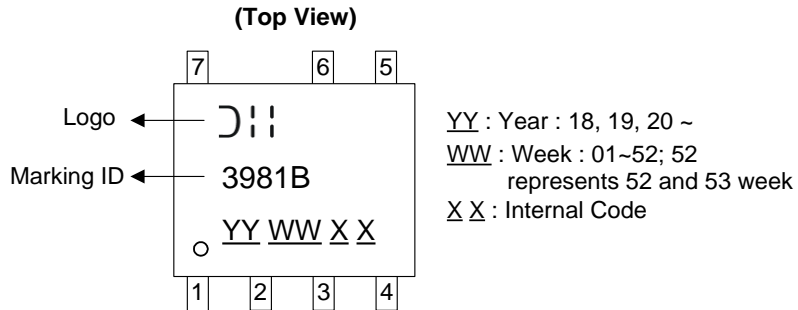 (Top View)
7 6 5
Logo
Marking ID
3981B
YY WW X X
1 2 3 4
YY : Year : 18, 19, 20 ~
WW : Week : 01~52; 52
represents 52 and 53 week
X X : Internal Code